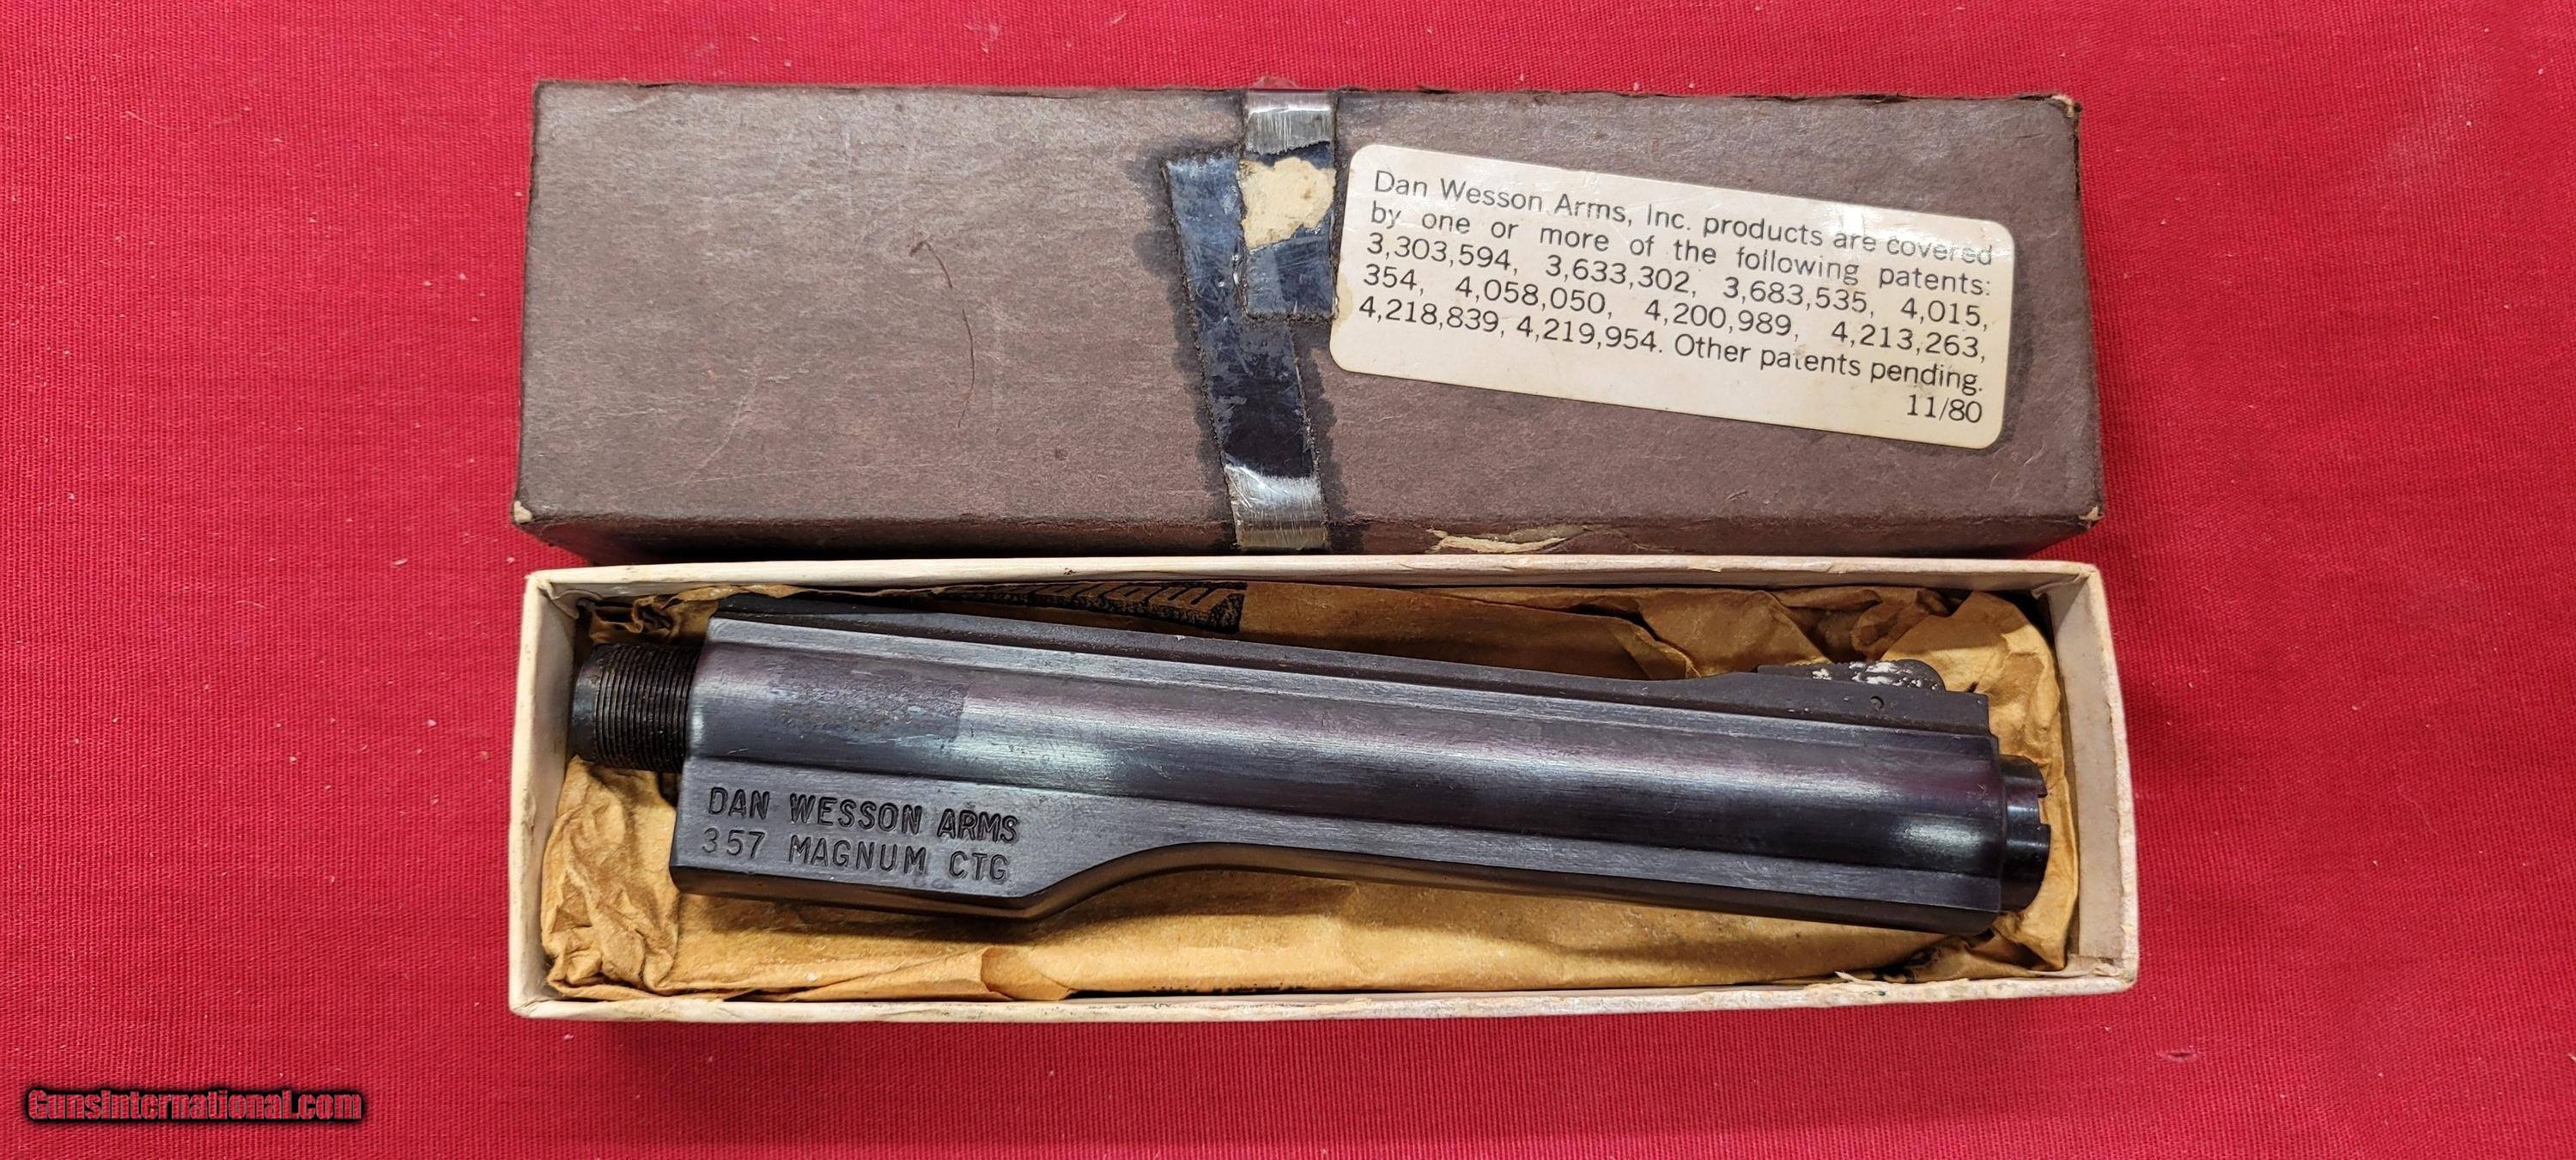 Dan Wesson Arms, Inc. products are covered
by one or more of the following patents:
3,303,594, 3,633,302, 3,683,535, 4,015,
354, 4,058,050, 4,200,989, 4,213,263,
4,218,839, 4,219,954. Other patents pending.
11/80
DAN WESSON ARMS
357 MAGNUM CTG
GunsInternational.com